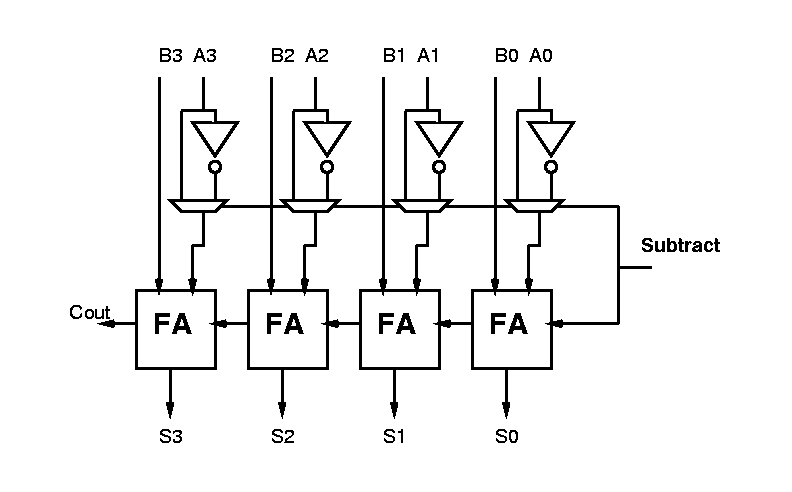 B3 A3 B2 A2 B1 A1 B0 A0
Subtract
Cout FA FA FA FA
S3 S2 S1 S0